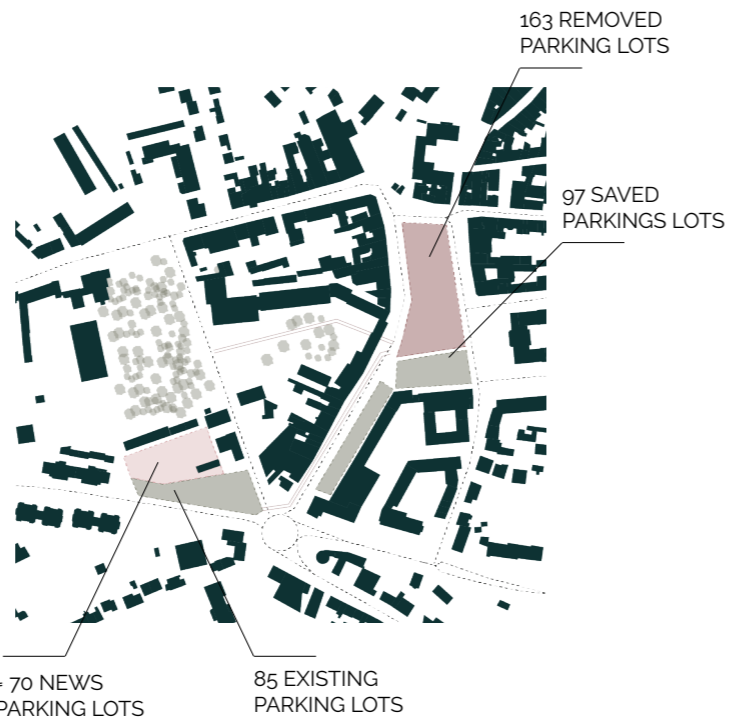 163 REMOVED
PARKING LOTS
97 SAVED
PARKINGS LOTS
70 NEWS
PARKING LOTS
85 EXISTING
PARKING LOTS